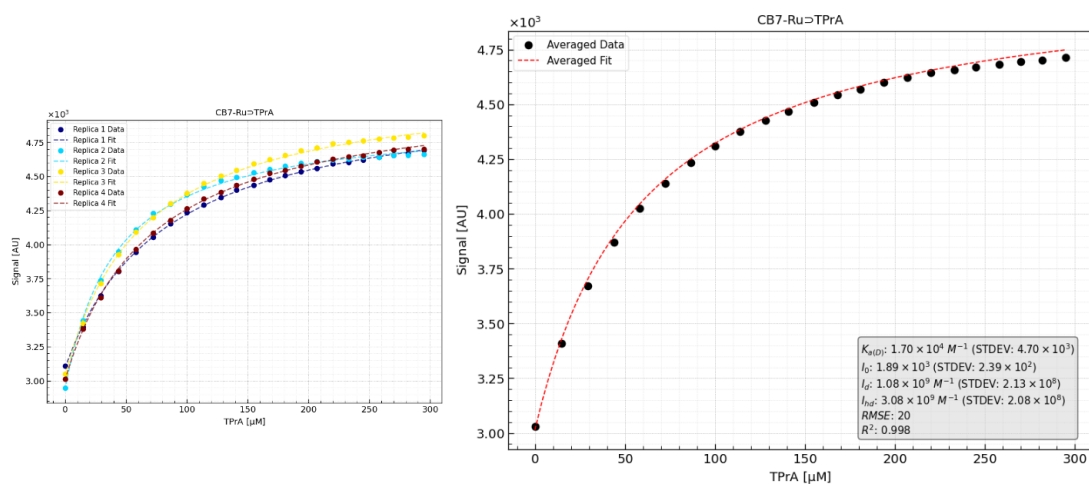 ×10³
CB7-Ru⊃TPrA
Replica 1 Data
Replica 1 Fit
Replica 2 Data
Replica 2 Fit
Replica 3 Data
Replica 3 Fit
Replica 4 Data
Replica 4 Fit
4.75
4.50
4.25
4.00
3.75
3.50
3.25
3.00
Signal [AU]
0 50 100 150 200 250 300
TPrA [µM]
×10³
CB7-Ru⊃TPrA
Averaged Data
Averaged Fit
4.75
4.50
4.25
4.00
3.75
3.50
3.25
3.00
Signal [AU]
K_{a(D)}: 1.70 × 10⁴ M⁻¹ (STDEV: 4.70 × 10³)
I₀: 1.89 × 10³ (STDEV: 2.39 × 10²)
I_d: 1.08 × 10⁹ M⁻¹ (STDEV: 2.13 × 10⁸)
I_{hd}: 3.08 × 10⁹ M⁻¹ (STDEV: 2.08 × 10⁸)
RMSE: 20
R²: 0.998
0 50 100 150 200 250 300
TPrA [µM]